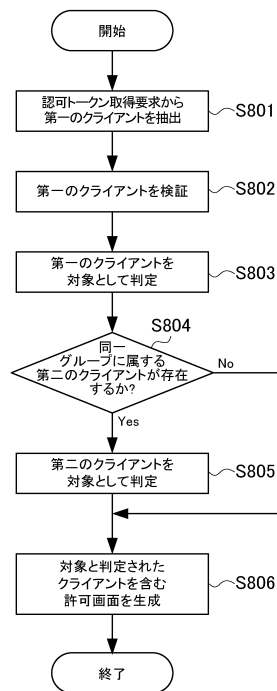 開始
認可トークン取得要求から
第一のクライアントを抽出
S801
第一のクライアントを検証
S802
第一のクライアントを
対象として判定
S803
S804
同一
グループに属する
第二のクライアントが存在
するか?
No
Yes
第二のクライアントを
対象として判定
S805
対象と判定された
クライアントを含む
許可画面を生成
S806
終了